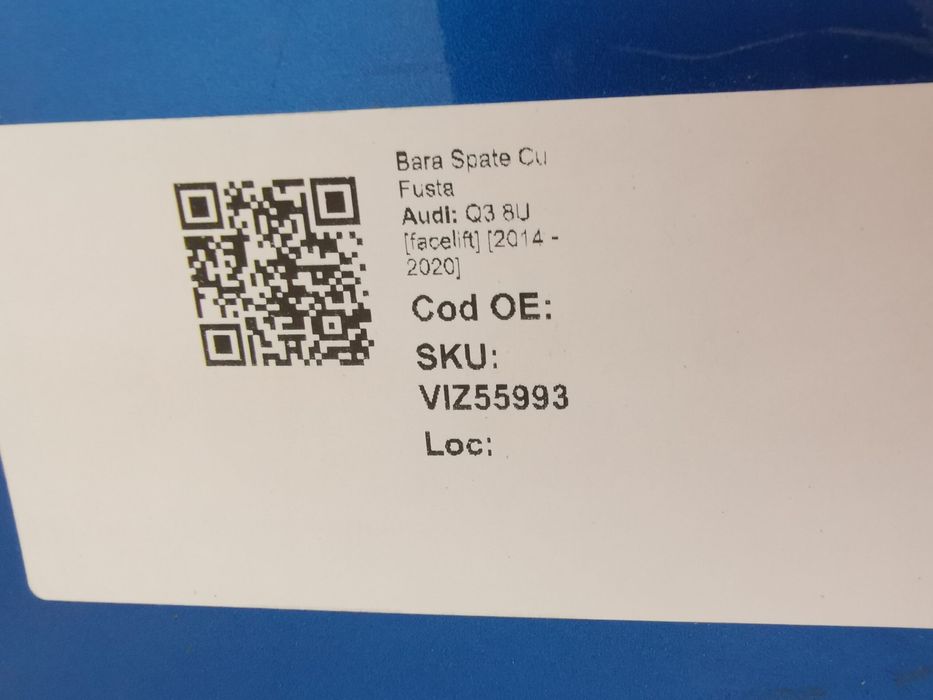 Bara Spate Cu
Fusta
Audi: Q3 8U
[facelift] [2014 -
2020]
Cod OE:
SKU:
VIZ55993
Loc: